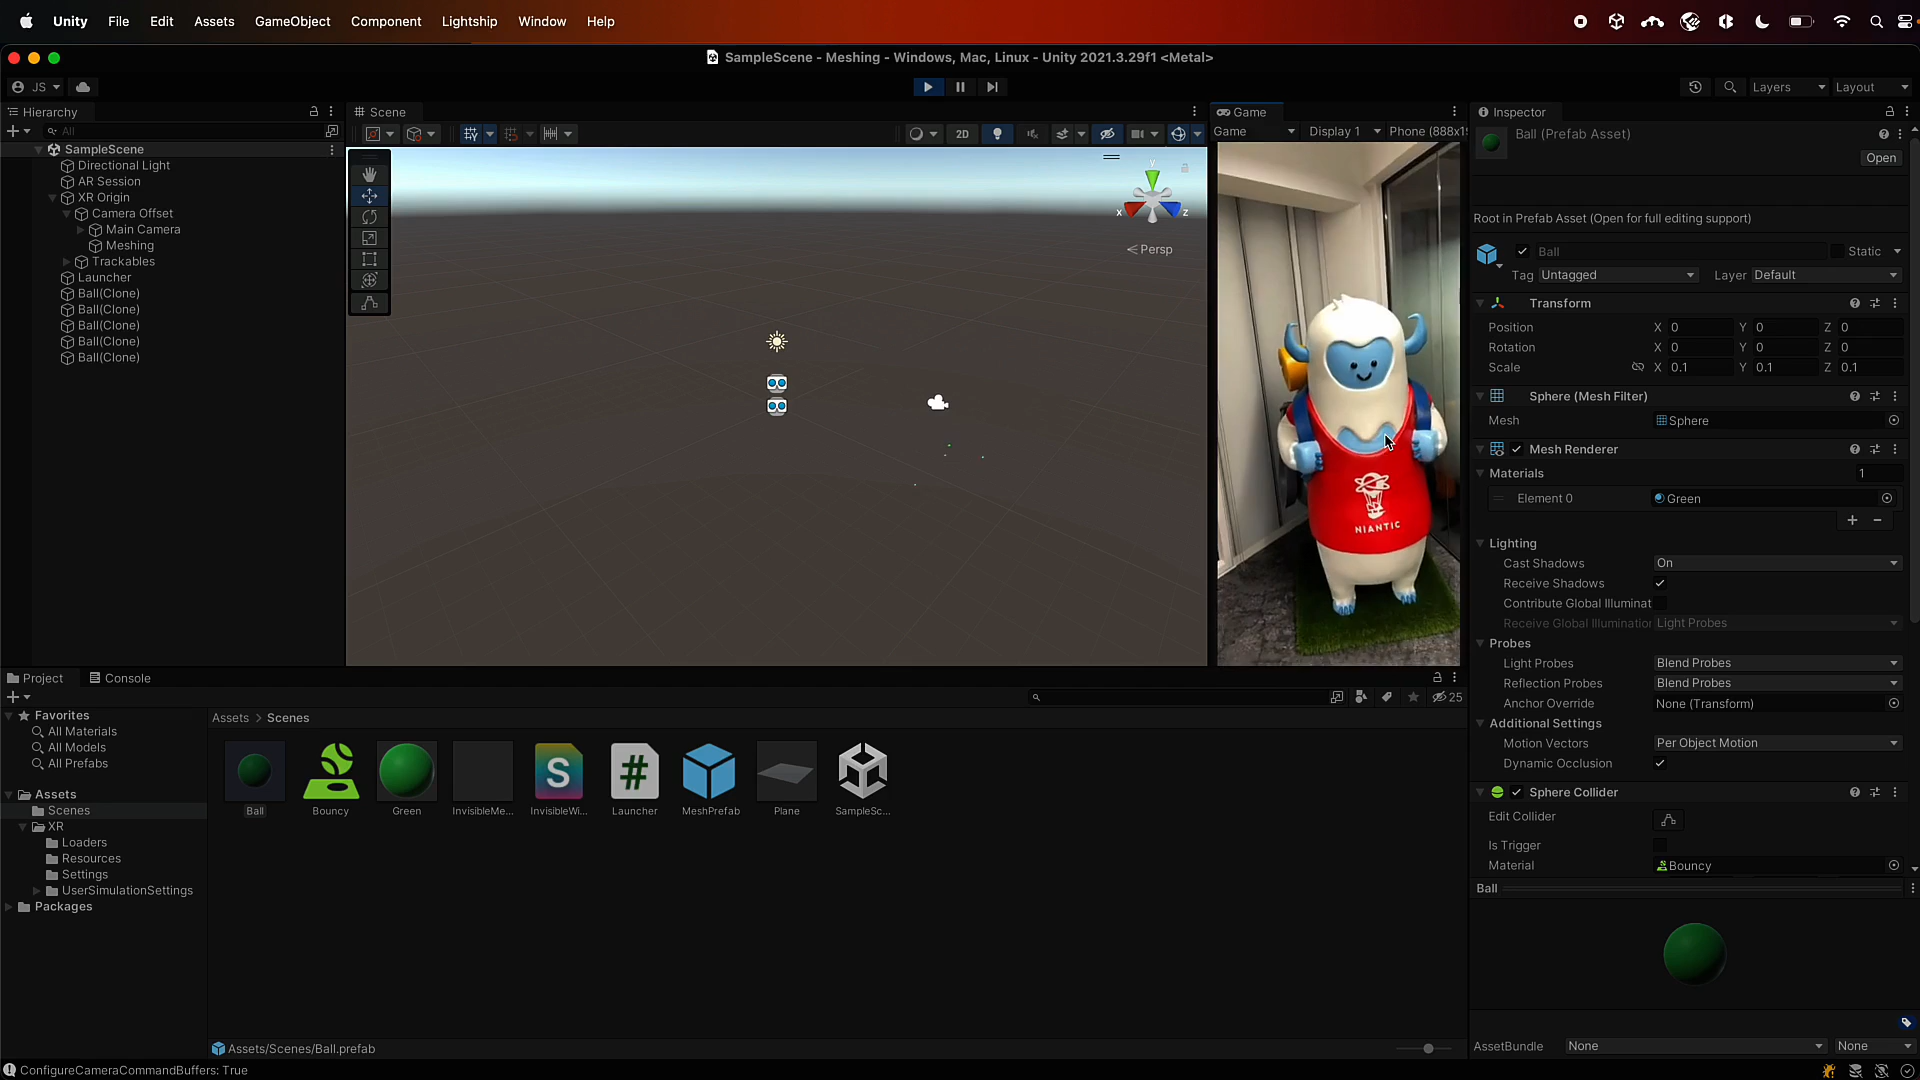 Unity File Edit Assets GameObject Component Lightship Window Help
SampleScene - Meshing - Windows, Mac, Linux - Unity 2021.3.29f1 <Metal>
JS
Layers
Layout
Hierarchy
All
SampleScene
Directional Light
AR Session
XR Origin
Camera Offset
Main Camera
Meshing
Trackables
Launcher
Ball(Clone)
Ball(Clone)
Ball(Clone)
Ball(Clone)
Ball(Clone)
Scene
2D
y
x
z
< Persp
Game
Game
Display 1
Phone (888x1
NIANTIC
Inspector
Ball (Prefab Asset)
Open
Root in Prefab Asset (Open for full editing support)
Ball
Static
Tag Untagged
Layer Default
Transform
Position X 0 Y 0 Z 0
Rotation X 0 Y 0 Z 0
Scale X 0.1 Y 0.1 Z 0.1
Sphere (Mesh Filter)
Mesh Sphere
Mesh Renderer
Materials 1
Element 0 Green
Lighting
Cast Shadows On
Receive Shadows
Contribute Global Illuminat
Receive Global Illumination Light Probes
Probes
Light Probes Blend Probes
Reflection Probes Blend Probes
Anchor Override None (Transform)
Additional Settings
Motion Vectors Per Object Motion
Dynamic Occlusion
Sphere Collider
Edit Collider
Is Trigger
Material Bouncy
Ball
AssetBundle None None
Project
Console
25
Favorites
All Materials
All Models
All Prefabs
Assets
Scenes
XR
Loaders
Resources
Settings
UserSimulationSettings
Packages
Assets > Scenes
S
#
Ball
Bouncy
Green
InvisibleMe...
InvisibleWi...
Launcher
MeshPrefab
Plane
SampleSc...
Assets/Scenes/Ball.prefab
ConfigureCameraCommandBuffers: True